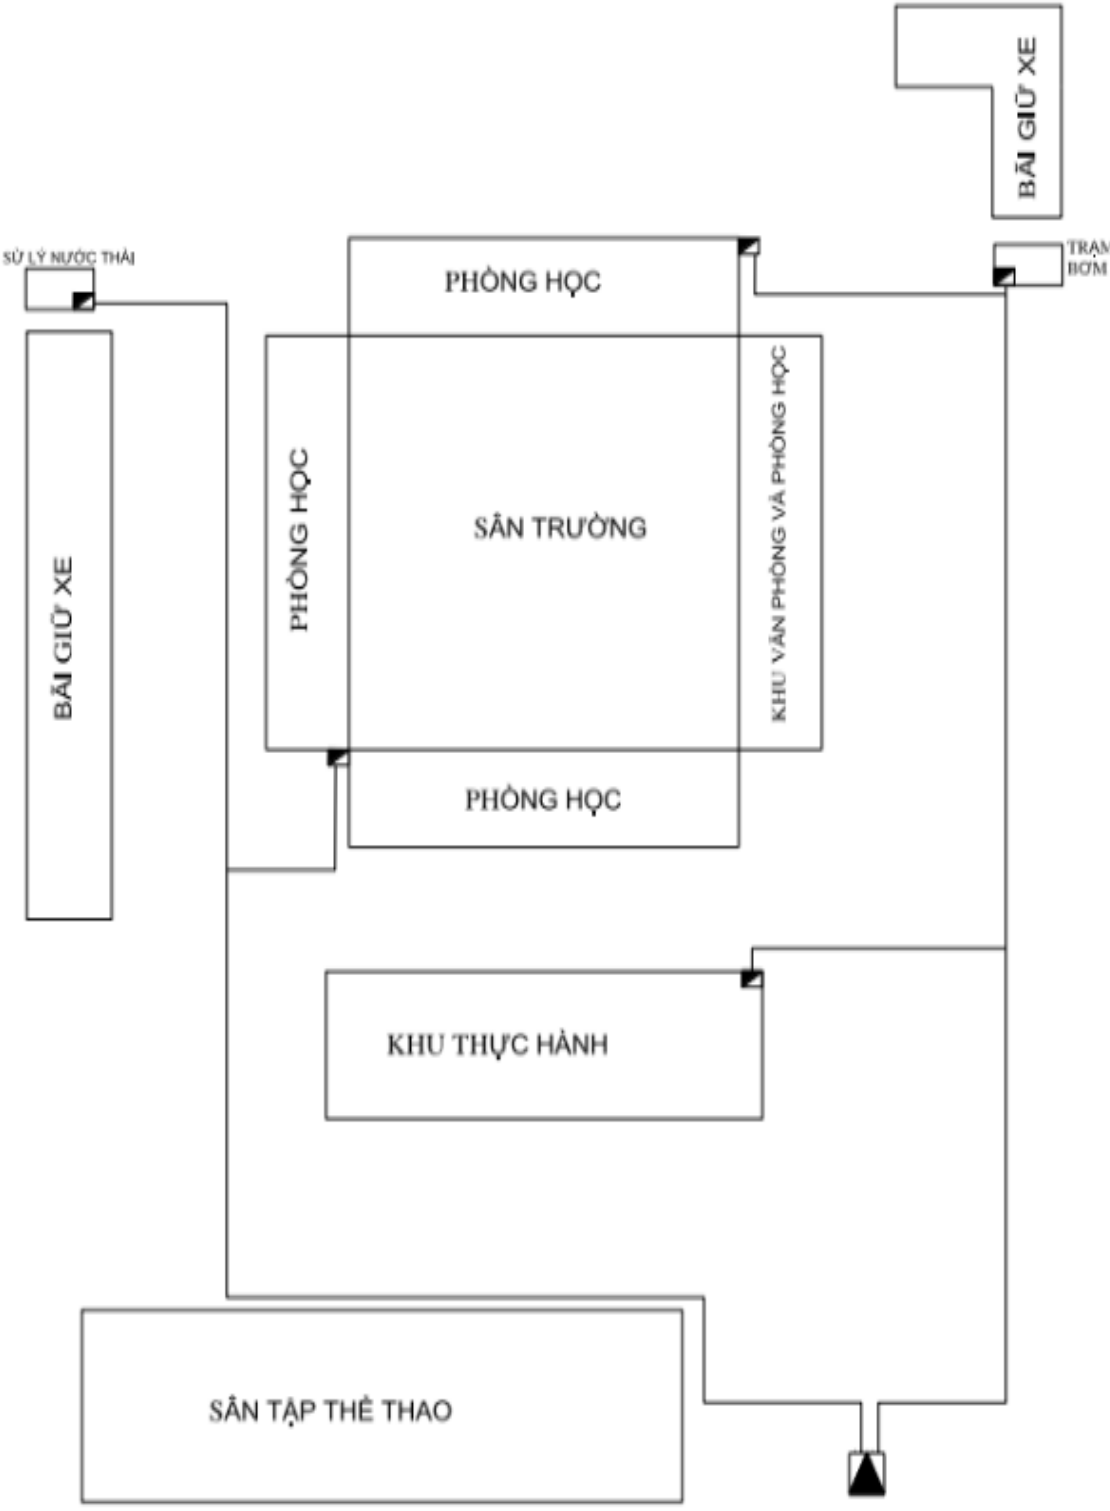 BÃI GIỮ XE
SỬ LÝ NƯỚC THẢI
TRẠM
BƠM
PHÒNG HỌC
KHU VĂN PHÒNG VÀ PHÒNG HỌC
PHÒNG HỌC
SÂN TRƯỜNG
BÃI GIỮ XE
PHÒNG HỌC
KHU THỰC HÀNH
SÂN TẬP THỂ THAO